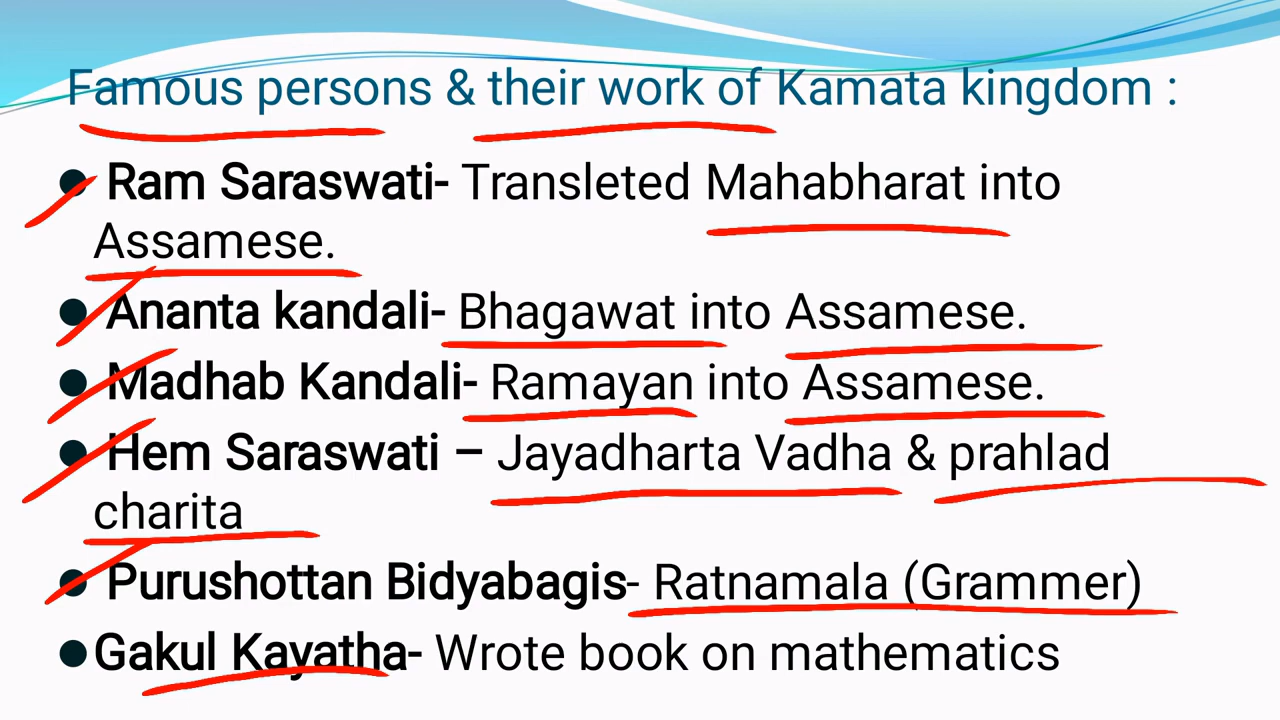 Famous persons & their work of Kamata kingdom :
● Ram Saraswati- Transleted Mahabharat into
Assamese.
● Ananta kandali- Bhagawat into Assamese.
● Madhab Kandali- Ramayan into Assamese.
● Hem Saraswati – Jayadharta Vadha & prahlad
charita
● Purushottan Bidyabagis- Ratnamala (Grammer)
● Gakul Kayatha- Wrote book on mathematics